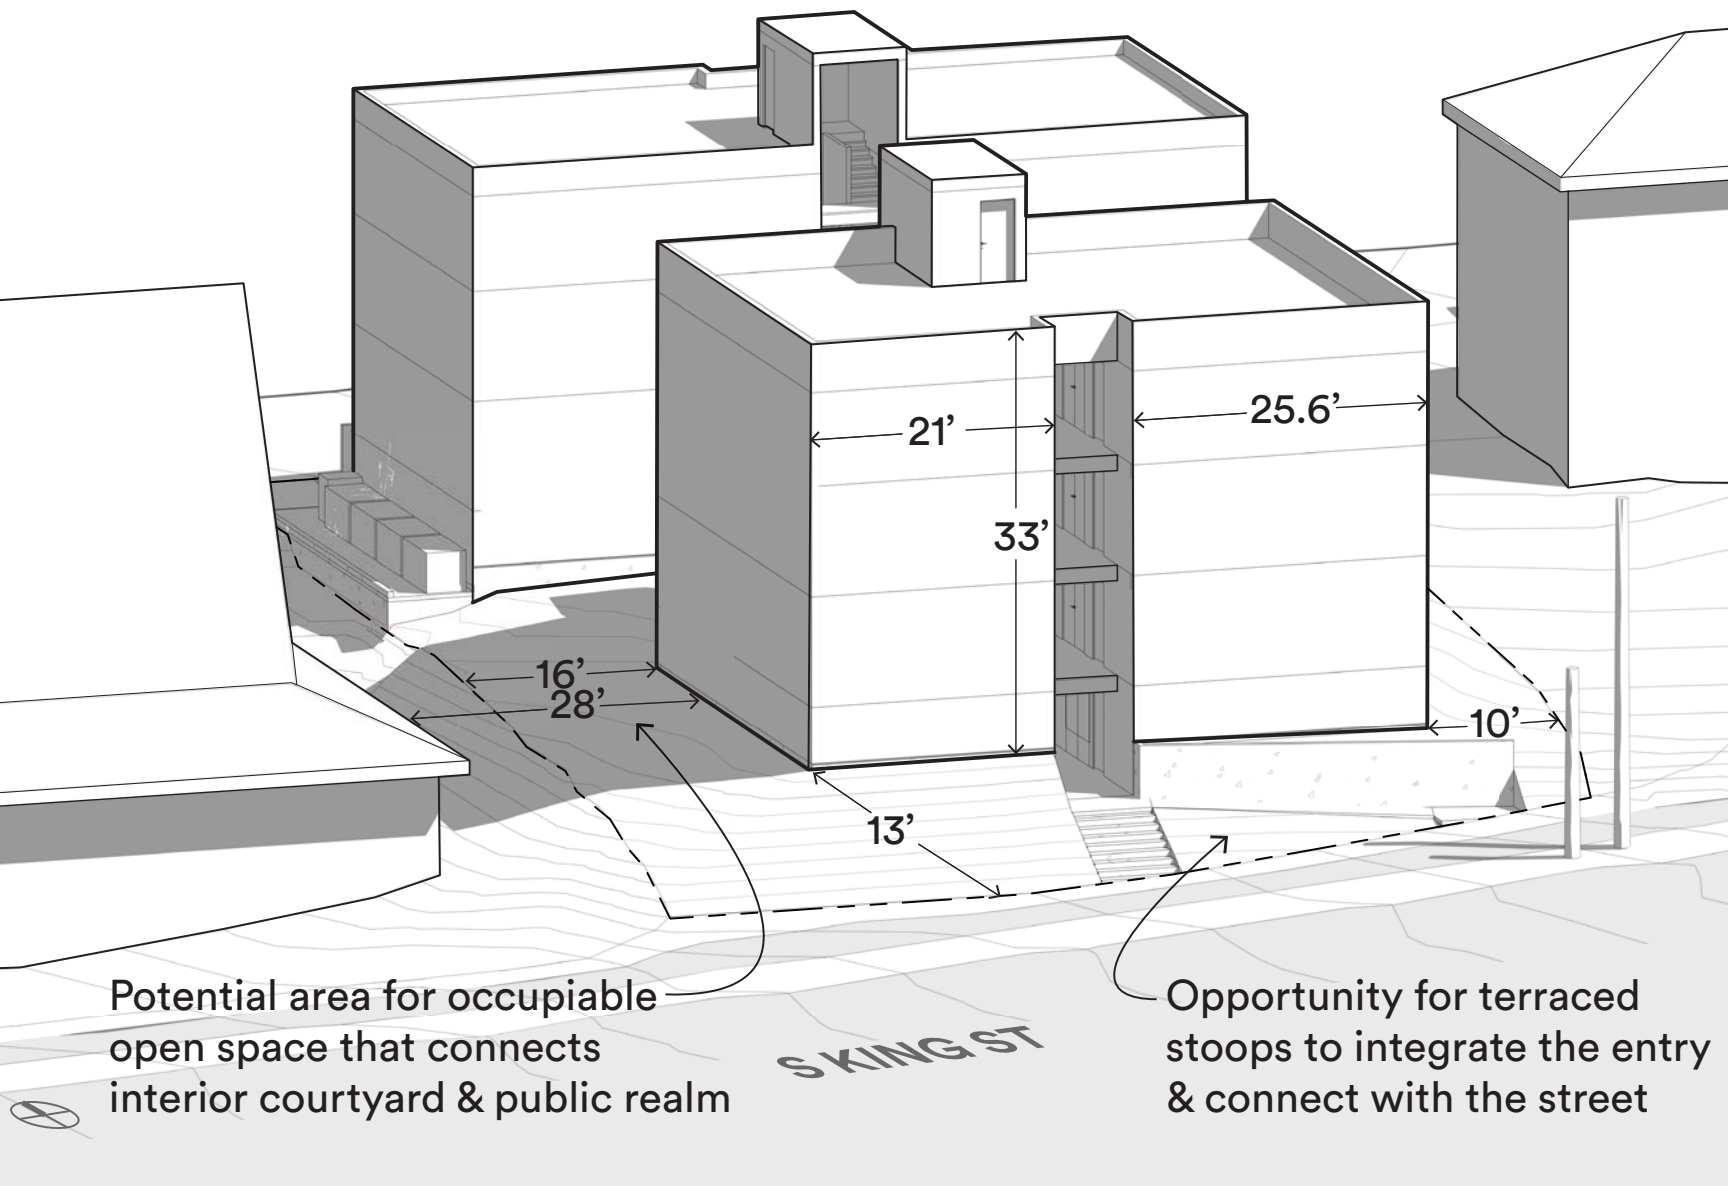 25.6’
21’
33’
16’
28’
10’
13’
Potential area for occupiable
open space that connects
interior courtyard & public realm
Opportunity for terraced
stoops to integrate the entry
& connect with the street
S KING ST